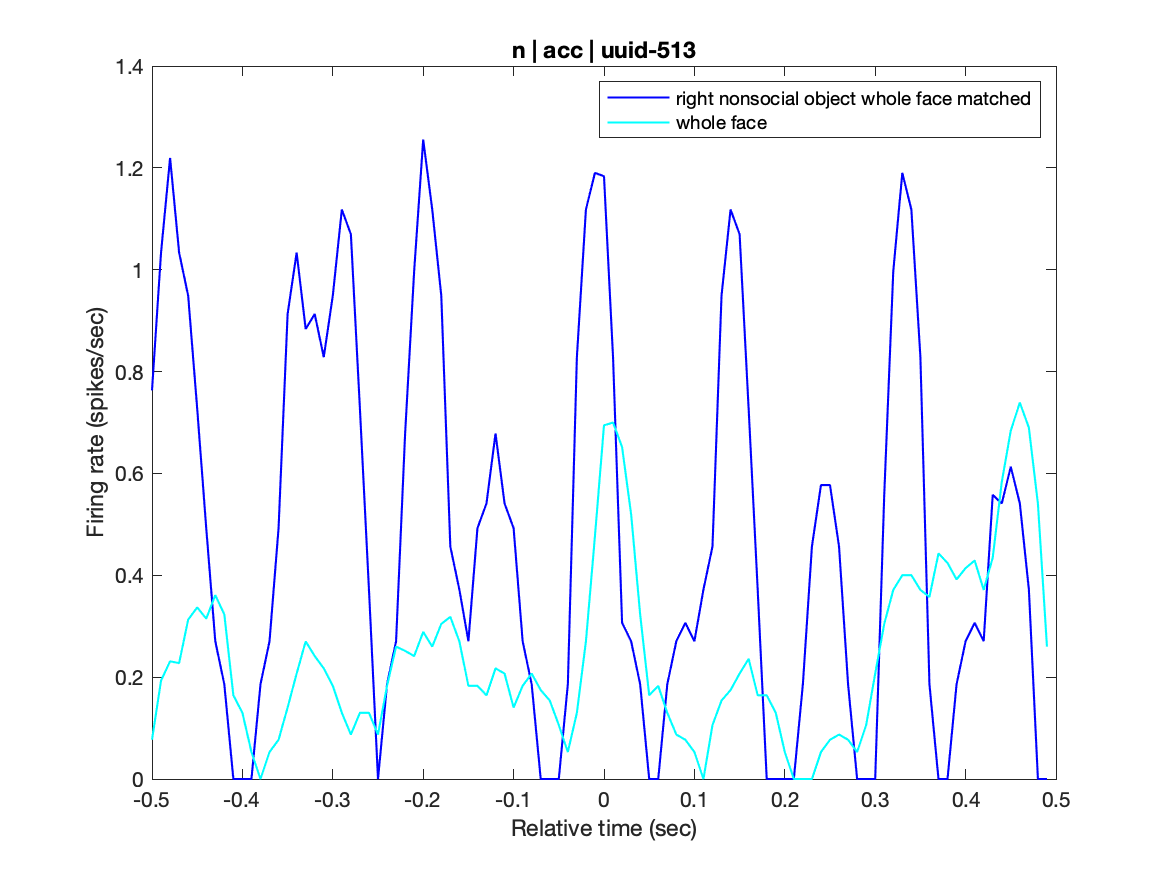 n | acc | uuid-513
right nonsocial object whole face matched
whole face
Firing rate (spikes/sec)
1.4
1.2
1
0.8
0.6
0.4
0.2
0
-0.5 -0.4 -0.3 -0.2 -0.1 0 0.1 0.2 0.3 0.4 0.5
Relative time (sec)